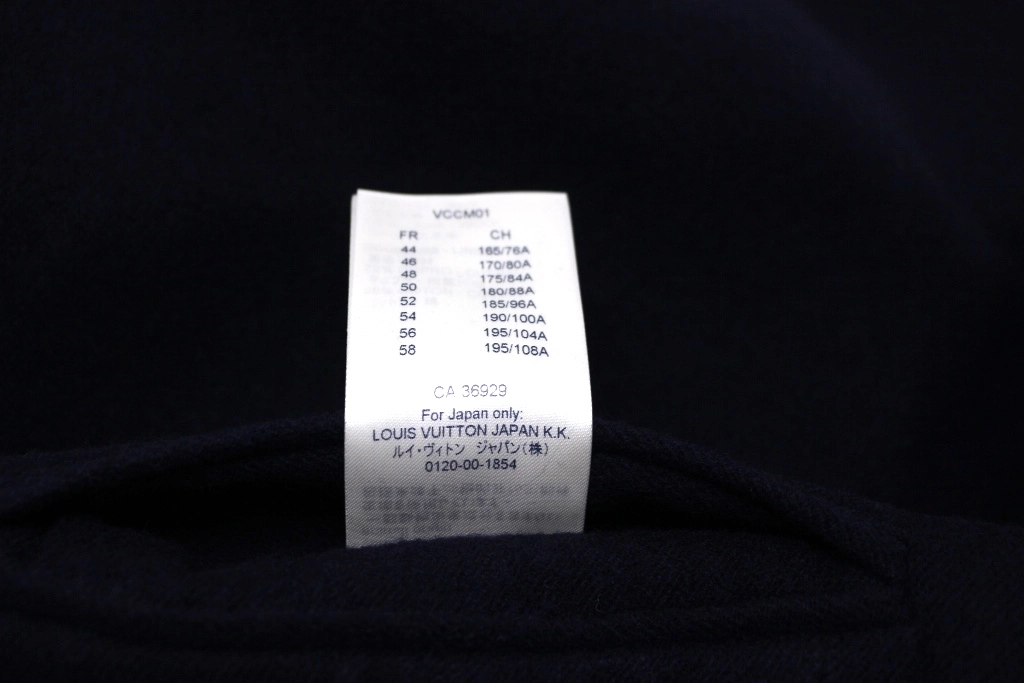 VCCM01
FR CH
44 165/76A
46 170/80A
48 175/84A
50 180/88A
52 185/96A
54 190/100A
56 195/104A
58 195/108A
CA 36929
For Japan only:
LOUIS VUITTON JAPAN K.K.
ルイ・ヴィトン ジャパン(株)
0120-00-1854